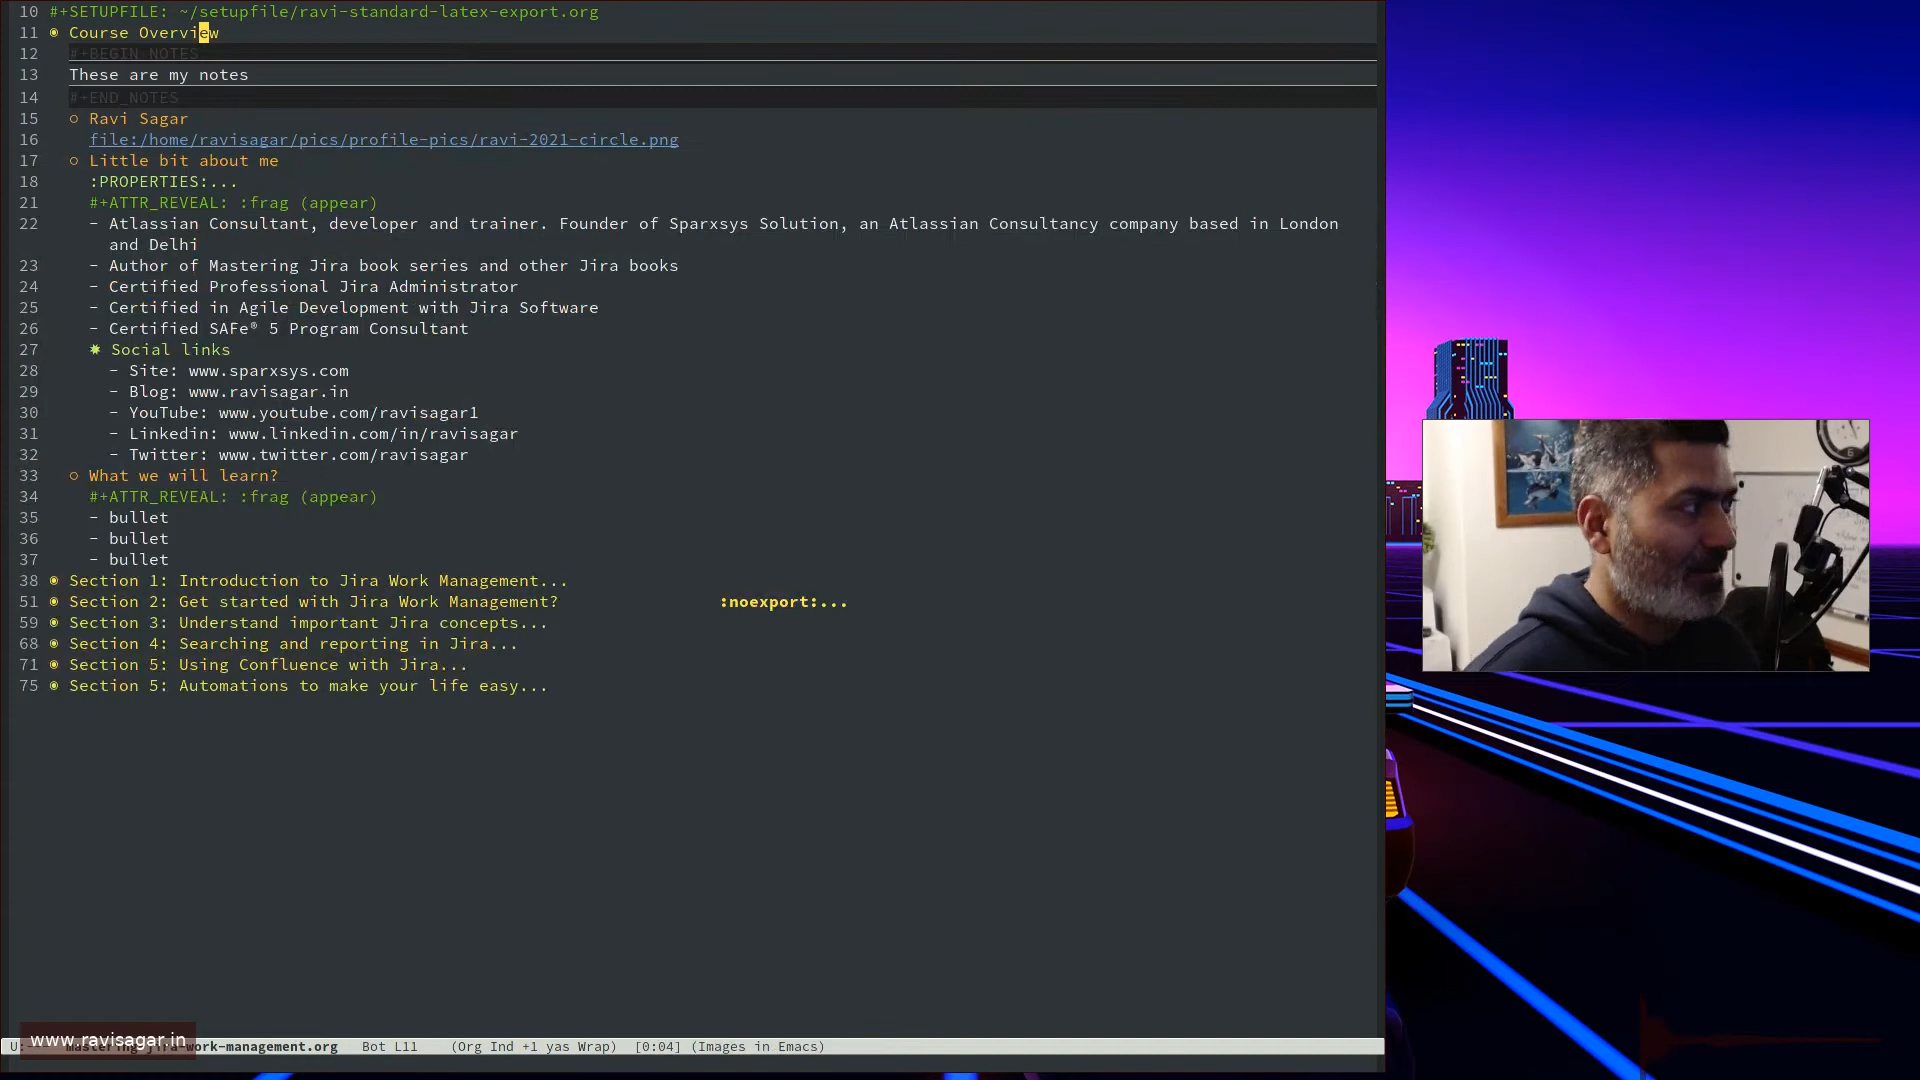 10 #+SETUPFILE: ~/setupfile/ravi-standard-latex-export.org
11 ◉ Course Overview
12 #+BEGIN_NOTES
13 These are my notes
14 #+END_NOTES
15 ○ Ravi Sagar
16 file:/home/ravisagar/pics/profile-pics/ravi-2021-circle.png
17 ○ Little bit about me
18 :PROPERTIES:...
21 #+ATTR_REVEAL: :frag (appear)
22 - Atlassian Consultant, developer and trainer. Founder of Sparxsys Solution, an Atlassian Consultancy company based in London
and Delhi
23 - Author of Mastering Jira book series and other Jira books
24 - Certified Professional Jira Administrator
25 - Certified in Agile Development with Jira Software
26 - Certified SAFe® 5 Program Consultant
27 ✸ Social links
28 - Site: www.sparxsys.com
29 - Blog: www.ravisagar.in
30 - YouTube: www.youtube.com/ravisagar1
31 - Linkedin: www.linkedin.com/in/ravisagar
32 - Twitter: www.twitter.com/ravisagar
33 ○ What we will learn?
34 #+ATTR_REVEAL: :frag (appear)
35 - bullet
36 - bullet
37 - bullet
38 ◉ Section 1: Introduction to Jira Work Management...
51 ◉ Section 2: Get started with Jira Work Management? :noexport:...
59 ◉ Section 3: Understand important Jira concepts...
68 ◉ Section 4: Searching and reporting in Jira...
71 ◉ Section 5: Using Confluence with Jira...
75 ◉ Section 5: Automations to make your life easy...
www.ravisagar.in
mastering-jira-work-management.org Bot L11 (Org Ind +1 yas Wrap) [0:04] (Images in Emacs)